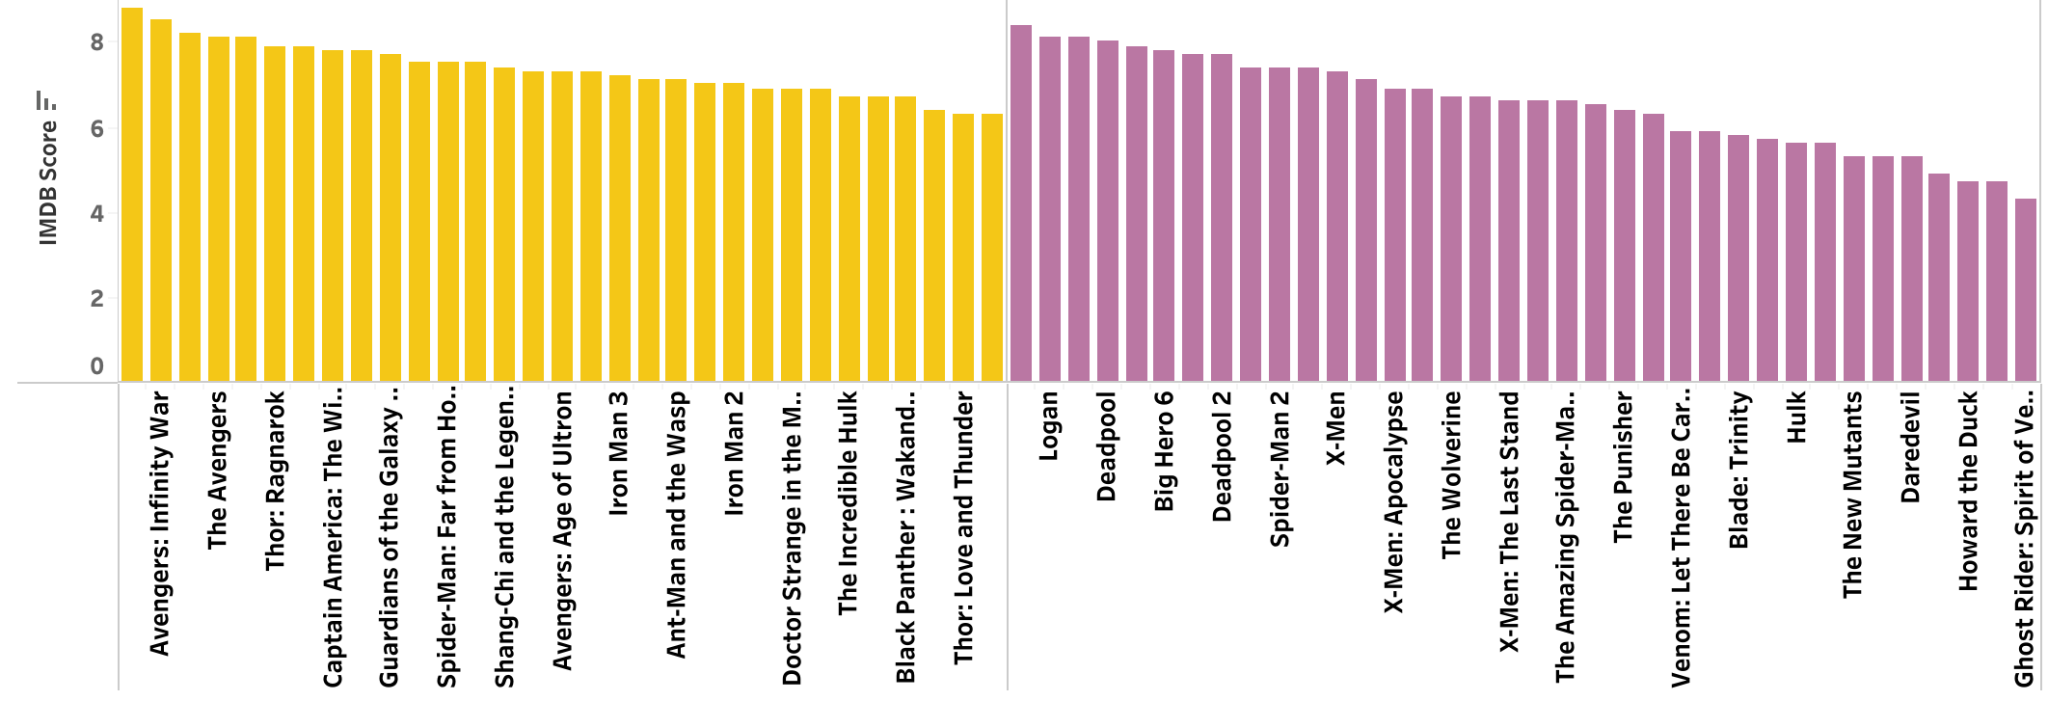 IMDB Score
8
6
4
2
0
Avengers: Infinity War
The Avengers
Thor: Ragnarok
Captain America: The Wi..
Guardians of the Galaxy ..
Spider-Man: Far from Ho..
Shang-Chi and the Legen..
Avengers: Age of Ultron
Iron Man 3
Ant-Man and the Wasp
Iron Man 2
Doctor Strange in the M..
The Incredible Hulk
Black Panther : Wakand..
Thor: Love and Thunder
Logan
Deadpool
Big Hero 6
Deadpool 2
Spider-Man 2
X-Men
X-Men: Apocalypse
The Wolverine
X-Men: The Last Stand
The Amazing Spider-Ma..
The Punisher
Venom: Let There Be Car..
Blade: Trinity
Hulk
The New Mutants
Daredevil
Howard the Duck
Ghost Rider: Spirit of Ve..